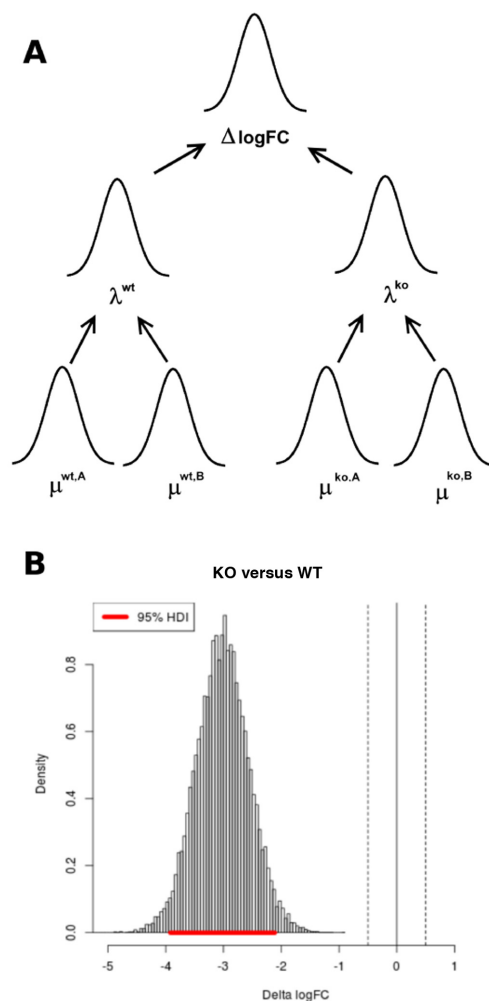 A
Δ logFC
λ^wt λ^ko
μ^wt,A μ^wt,B μ^ko.A μ^ko,B
B
KO versus WT
95% HDI
Density
0.0 0.2 0.4 0.6 0.8
-5 -4 -3 -2 -1 0 1
Delta logFC